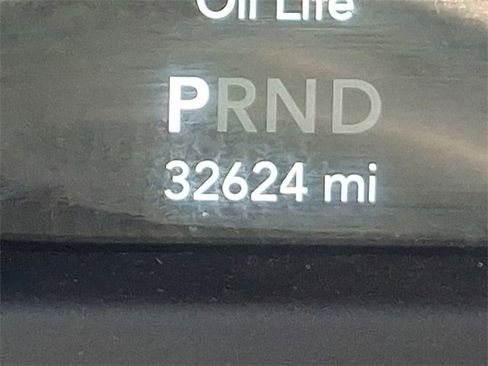 Oil Life
PRND
32624 mi